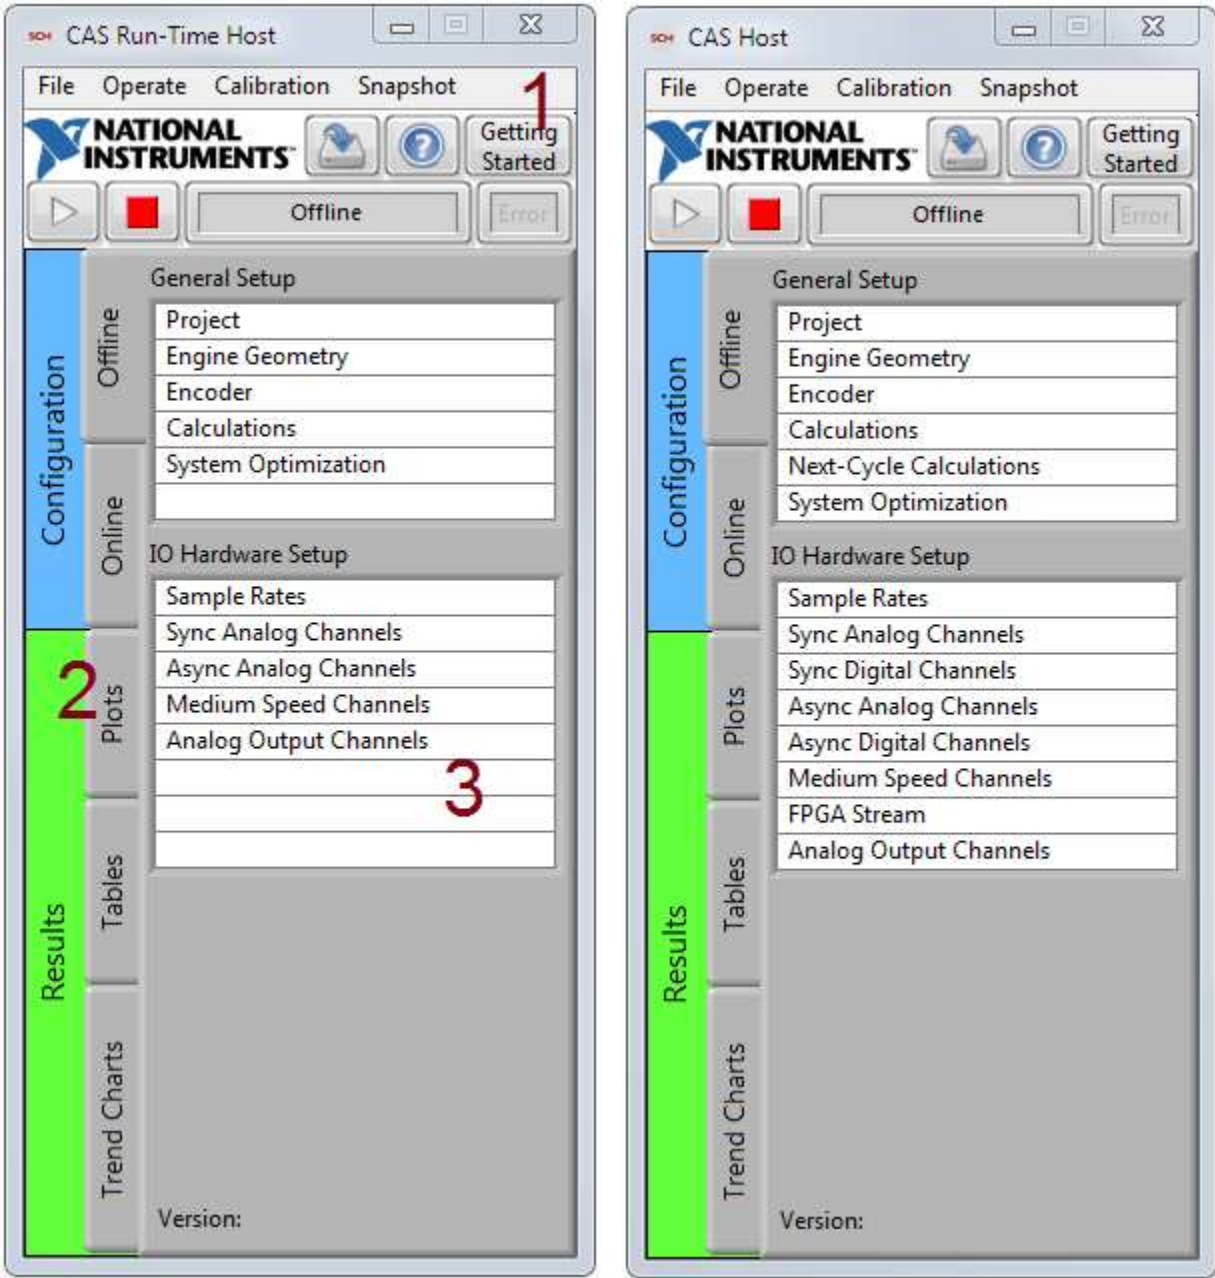 CAS Run-Time Host
File Operate Calibration Snapshot
1
NATIONAL
INSTRUMENTS
Getting
Started
Offline
Error
Configuration
Results
Offline
Online
Plots
Tables
Trend Charts
2
General Setup
Project
Engine Geometry
Encoder
Calculations
System Optimization
IO Hardware Setup
Sample Rates
Sync Analog Channels
Async Analog Channels
Medium Speed Channels
Analog Output Channels
3
Version:
CAS Host
File Operate Calibration Snapshot
NATIONAL
INSTRUMENTS
Getting
Started
Offline
Error
Configuration
Results
Offline
Online
Plots
Tables
Trend Charts
General Setup
Project
Engine Geometry
Encoder
Calculations
Next-Cycle Calculations
System Optimization
IO Hardware Setup
Sample Rates
Sync Analog Channels
Sync Digital Channels
Async Analog Channels
Async Digital Channels
Medium Speed Channels
FPGA Stream
Analog Output Channels
Version: